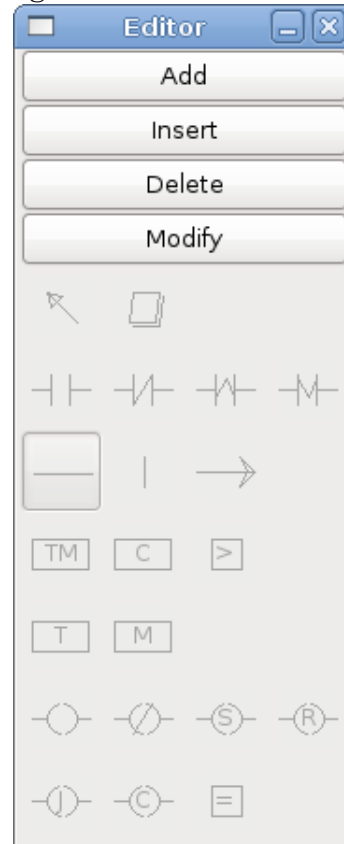 Editor
Add
Insert
Delete
Modify
TM C >
T M
S R
J C =